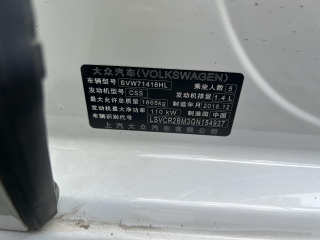 大众汽车(VOLKSWAGEN)
车辆型号 SVW71416HL 乘坐人数 5
发动机型号 CSS 发动机排量 1.4 L
最大允许总质量 1865kg 制造年月 2016.12
发动机最大净功率 110 kW 制造国 中国
车辆识别代号 LSVCR2BM3GN154937
上汽大众汽车有限公司